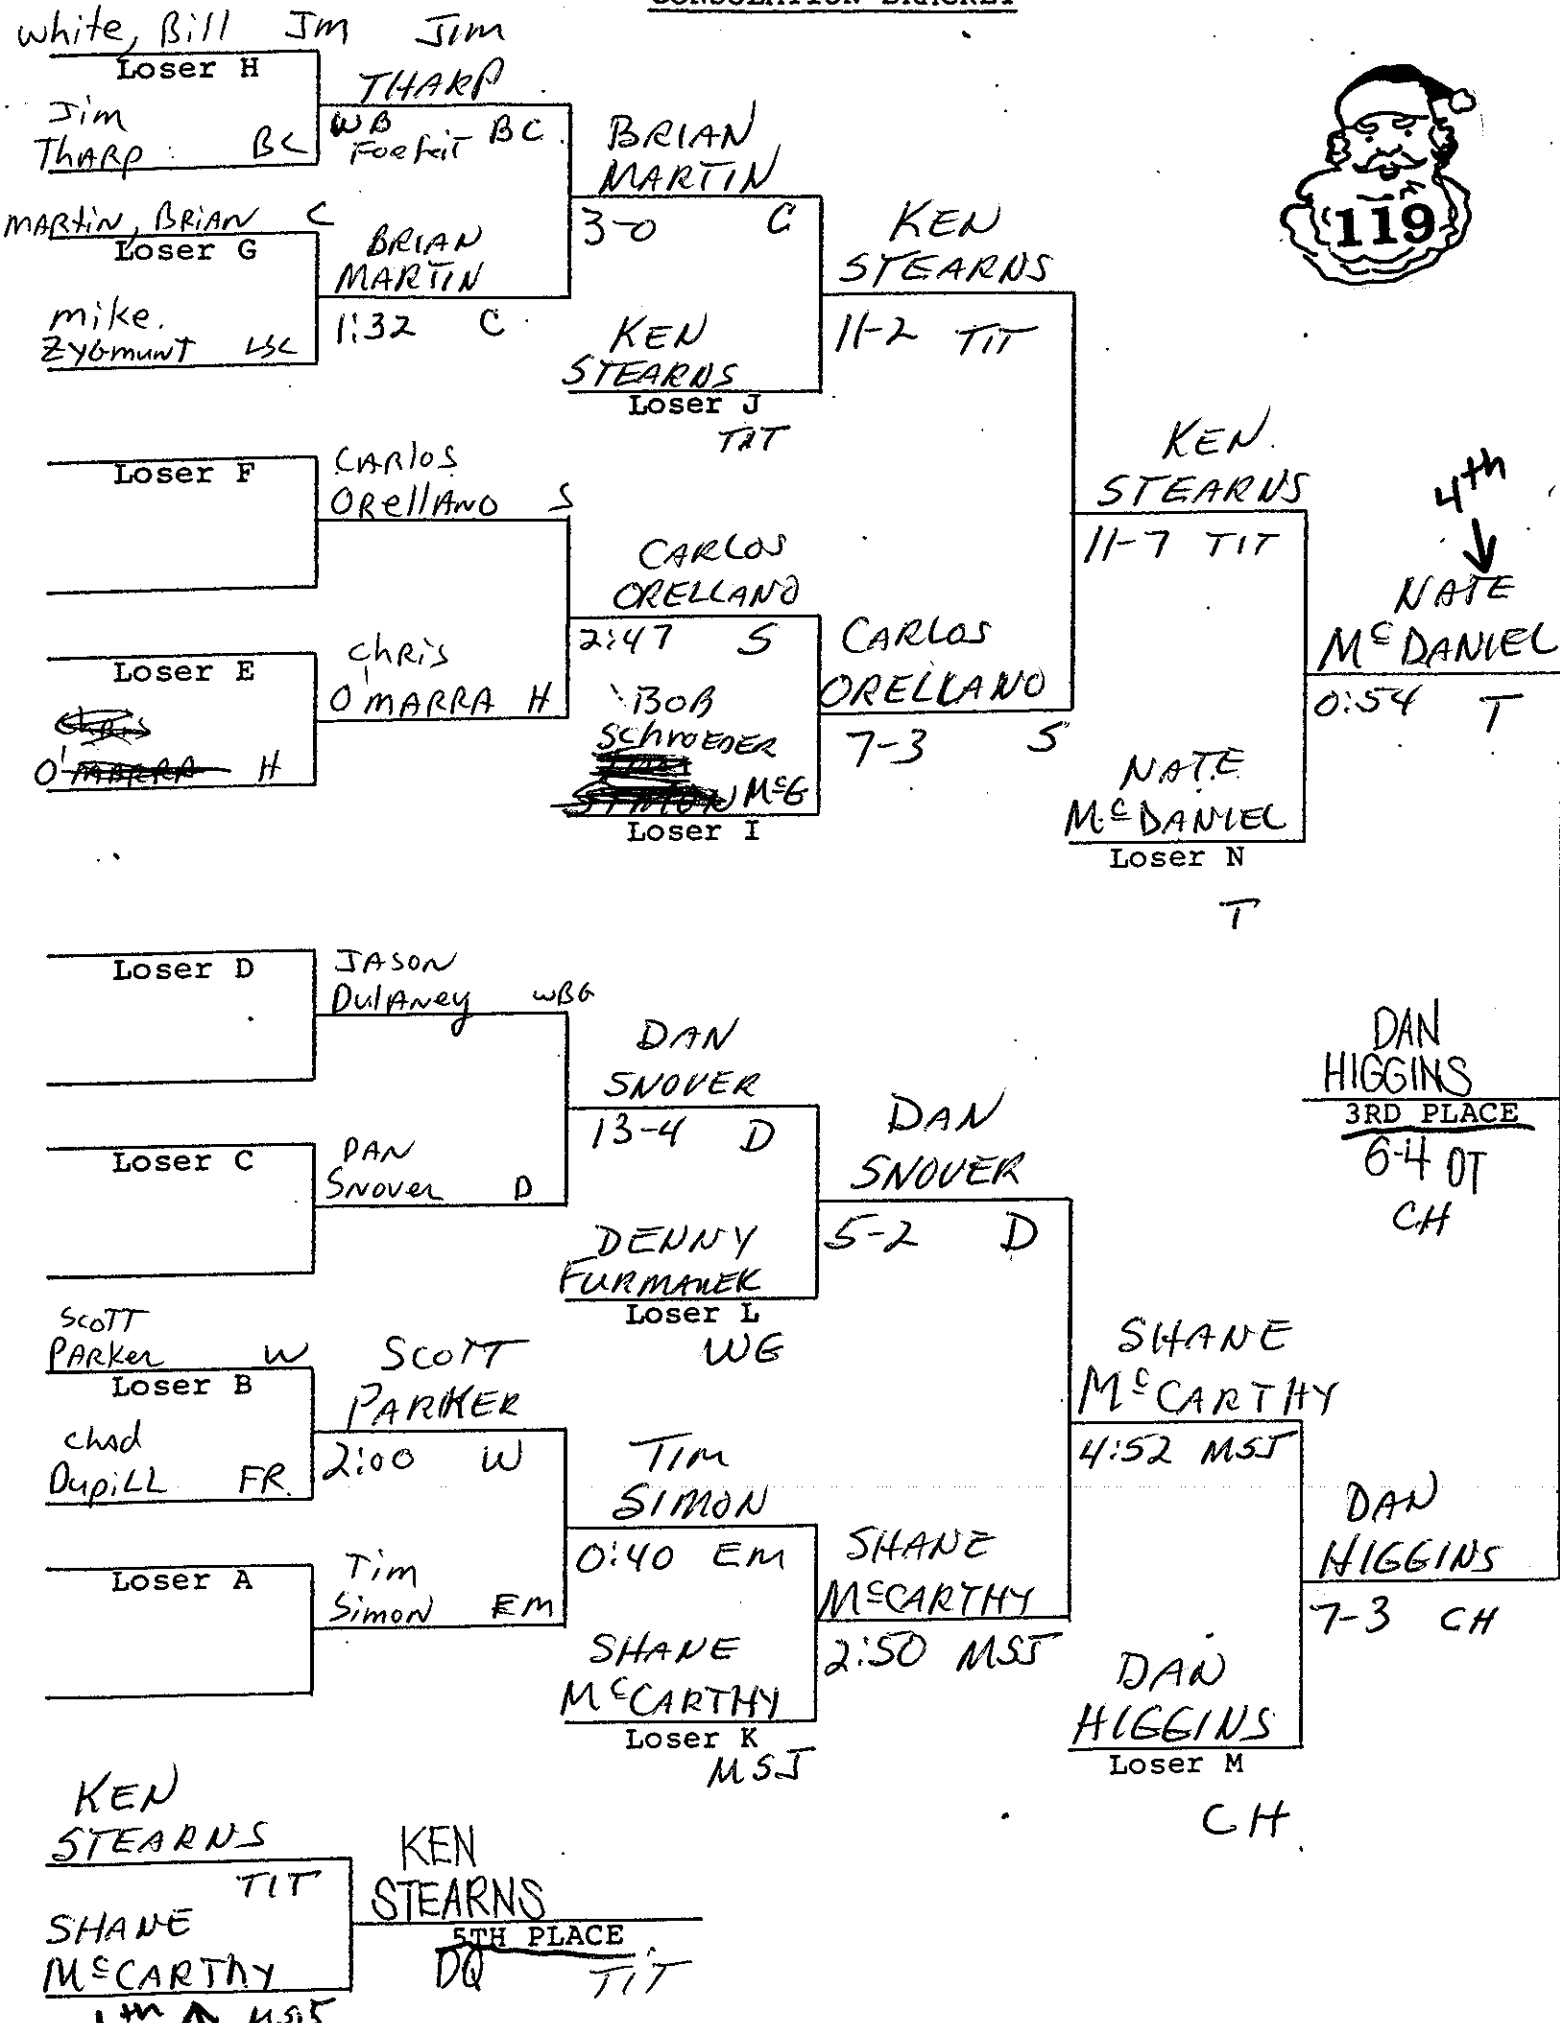 CONSOLATION BRACKET
White, Bill Jm
Loser H
Jim
Tharp BC
Jim
THARP
WB
Foefeit BC
MARtin, BRiAN C
Loser G
mike.
Zygmunt LSC
BRIAN
MARTIN
1:32 C
BRIAN
MARTIN
3-0 C
KEN
STEARNS
Loser J
TIT
KEN
STEARNS
11-2 TIT
119
Loser F
CARlos
ORellANO S
Loser E
O'MARRA H
chRis
O'MARRA H
CARLOS
ORELLANO
2:47 S
BOB
SchroEDER
McG
Loser I
CARLOS
ORELLANO
7-3 S
KEN.
STEARNS
11-7 TIT
NATE
McDANIEL
Loser N
T
4th
NATE
McDANIEL
0:54 T
Loser D
JASON
DulANey WBG
Loser C
DAN
SNOVER D
DAN
SNOVER
13-4 D
DENNY
FURMANEK
Loser L
WG
DAN
SNOVER
5-2 D
DAN
HIGGINS
3RD PLACE
6-4 OT
CH
SCOTT
PARKER W
Loser B
Chad
DupiLL FR.
SCOTT
PARKER
2:00 W
Loser A
Tim
Simon EM
TIM
SIMON
0:40 EM
SHANE
McCARTHY
Loser K
MSJ
SHANE
McCARTHY
2:50 MSJ
SHANE
McCARTHY
4:52 MSJ
DAN
HIGGINS
Loser M
CH
DAN
HIGGINS
7-3 CH
KEN
STEARNS
TIT
SHANE
McCARThY
MSJ
KEN
STEARNS
5TH PLACE
DQ TIT